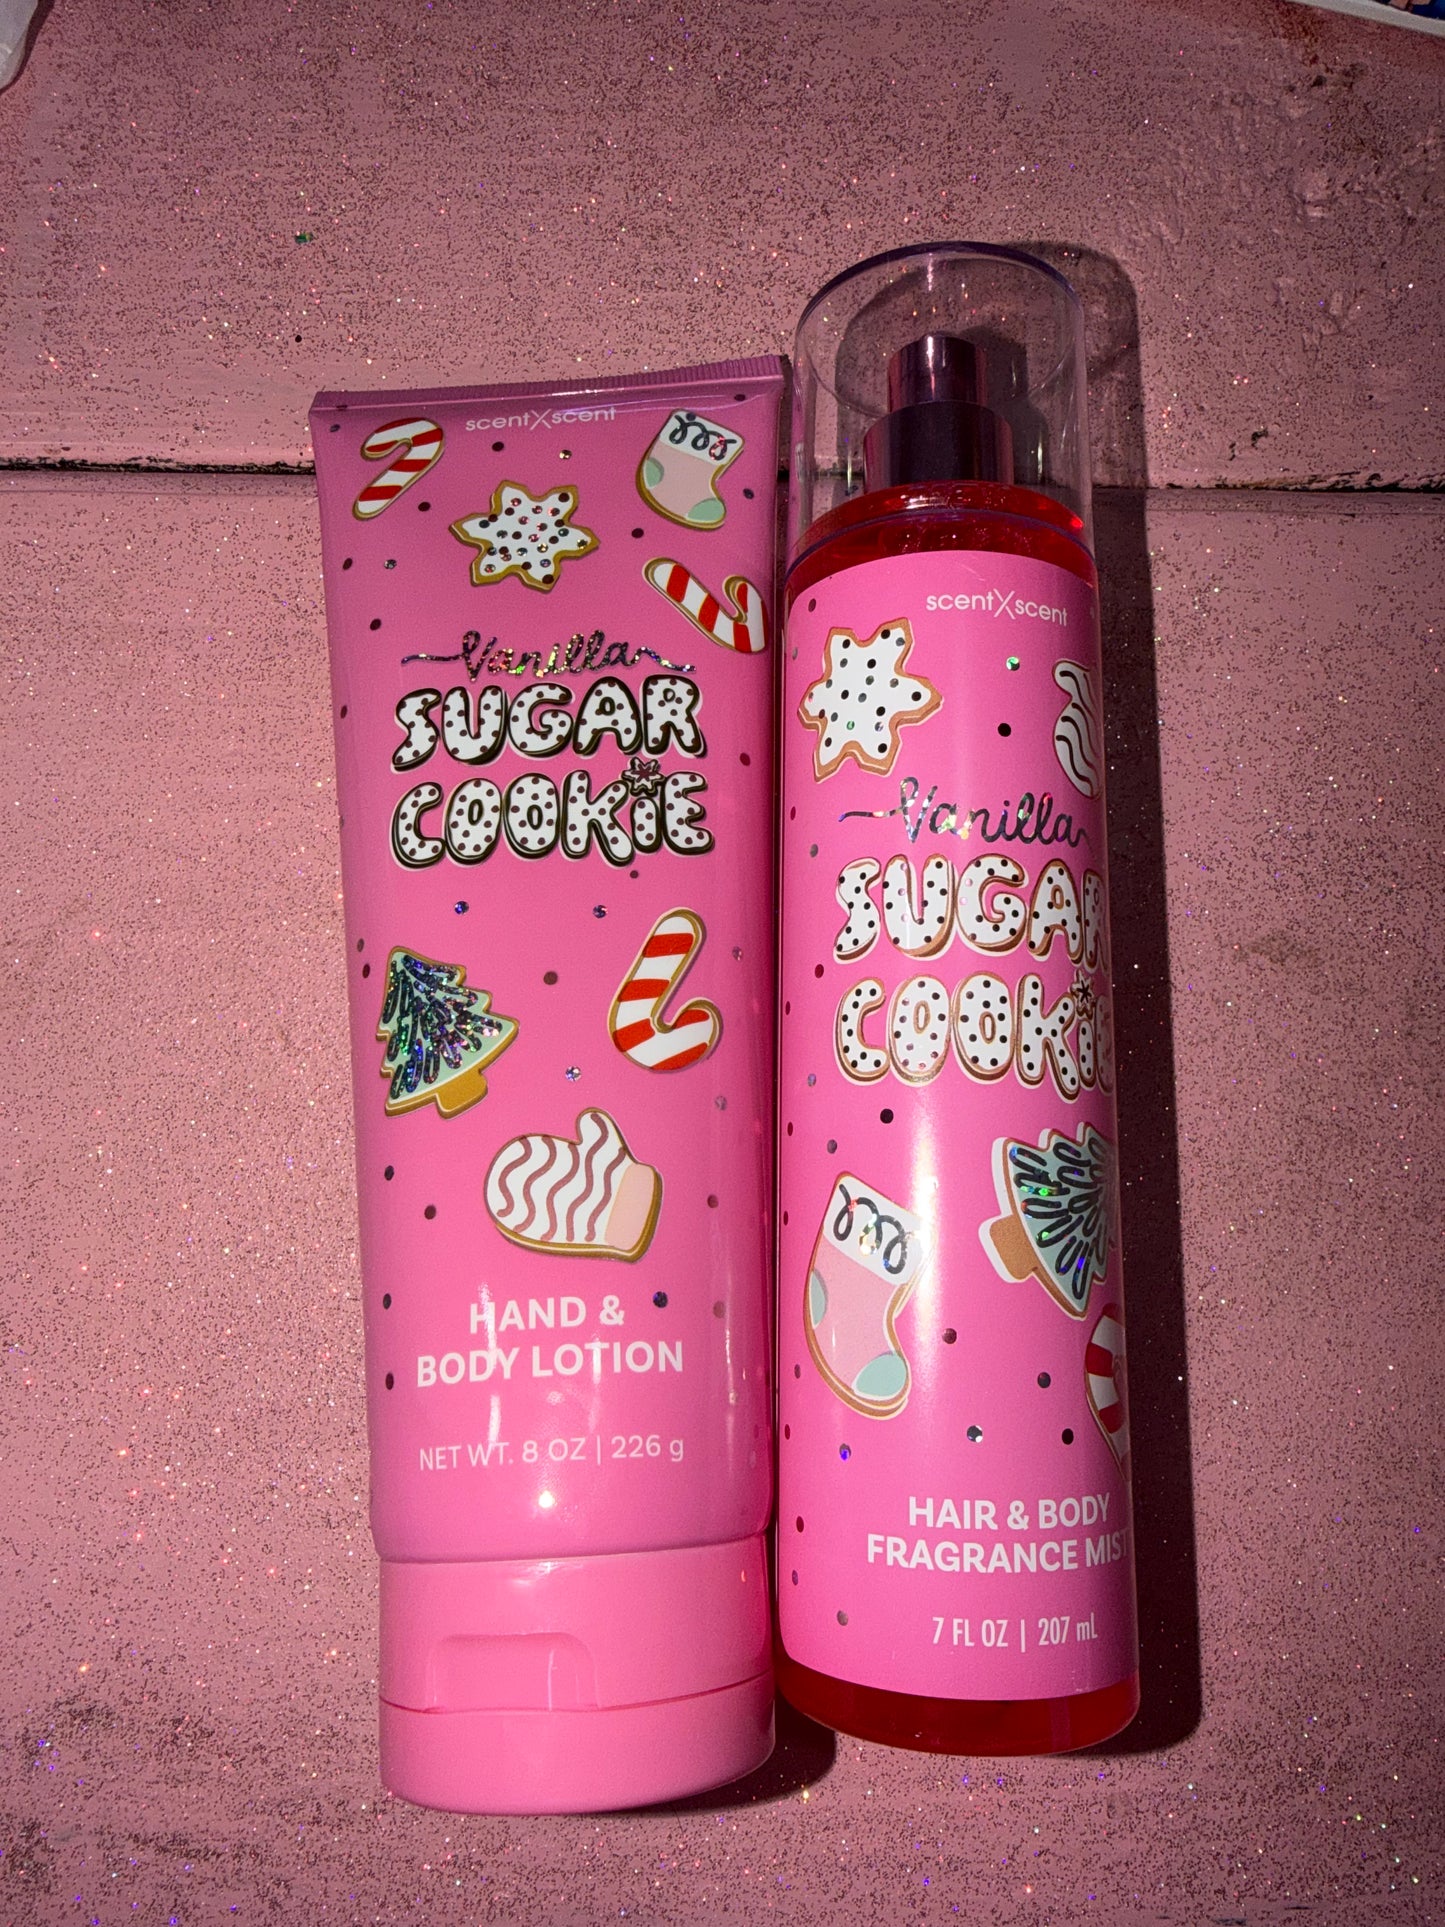 scentXscent
Vanilla
SUGAR
COOKIE
HAND &
BODY LOTION
NET WT. 8 OZ | 226 g
scentXscent
Vanilla
SUGAR
COOKIE
HAIR & BODY
FRAGRANCE MIST
7 FL OZ | 207 mL